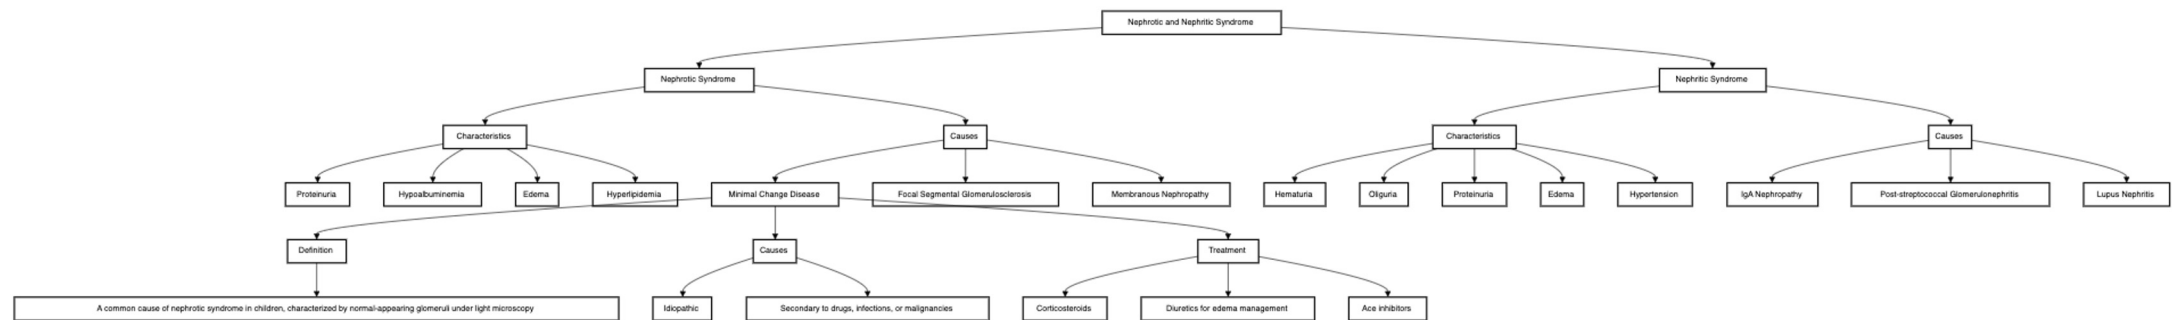 Nephrotic and Nephritic Syndrome
Nephrotic Syndrome
Nephritic Syndrome
Characteristics
Causes
Characteristics
Causes
Proteinuria
Hypoalbuminemia
Edema
Hyperlipidemia
Minimal Change Disease
Focal Segmental Glomerulosclerosis
Membranous Nephropathy
Hematuria
Oliguria
Proteinuria
Edema
Hypertension
IgA Nephropathy
Post-streptococcal Glomerulonephritis
Lupus Nephritis
Definition
Causes
Treatment
A common cause of nephrotic syndrome in children, characterized by normal-appearing glomeruli under light microscopy
Idiopathic
Secondary to drugs, infections, or malignancies
Corticosteroids
Diuretics for edema management
Ace inhibitors